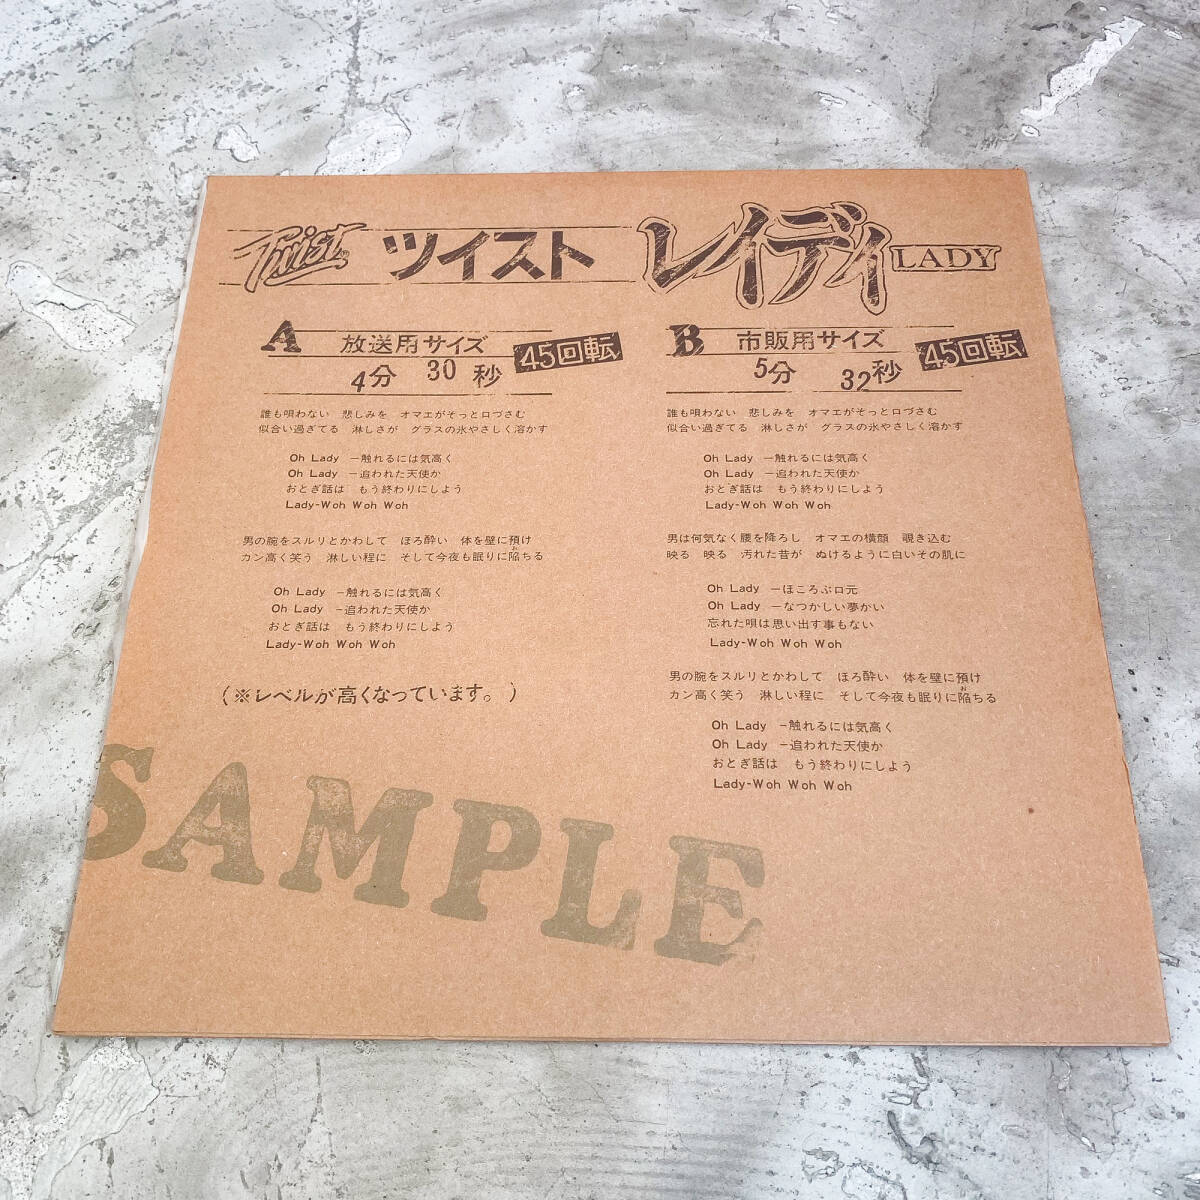 Twist ツイスト レイディ LADY
A 放送用サイズ 45回転
4分 30秒
誰も唄わない 悲しみを オマエがそっと口づさむ
似合い過ぎてる 淋しさが グラスの氷やさしく溶かす
Oh Lady —触れるには気高く
Oh Lady —追われた天使か
おとぎ話は もう終わりにしよう
Lady-Woh Woh Woh
男の腕をスルリとかわして ほろ酔い 体を壁に預け
カン高く笑う 淋しい程に そして今夜も眠りに陥(お)ちる
Oh Lady —触れるには気高く
Oh Lady —追われた天使か
おとぎ話は もう終わりにしよう
Lady-Woh Woh Woh
(※レベルが高くなっています。)
B 市販用サイズ 45回転
5分 32秒
誰も唄わない 悲しみを オマエがそっと口づさむ
似合い過ぎてる 淋しさが グラスの氷やさしく溶かす
Oh Lady —触れるには気高く
Oh Lady —追われた天使か
おとぎ話は もう終わりにしよう
Lady-Woh Woh Woh
男は何気なく腰を降ろし オマエの横顔 覗き込む
映る 映る 汚れた昔が ぬけるように白いその肌に
Oh Lady —ほころぶ口元
Oh Lady —なつかしい夢かい
忘れた唄は思い出す事もない
Lady-Woh Woh Woh
男の腕をスルリとかわして ほろ酔い 体を壁に預け
カン高く笑う 淋しい程に そして今夜も眠りに陥(お)ちる
Oh Lady —触れるには気高く
Oh Lady —追われた天使か
おとぎ話は もう終わりにしよう
Lady-Woh Woh Woh
SAMPLE